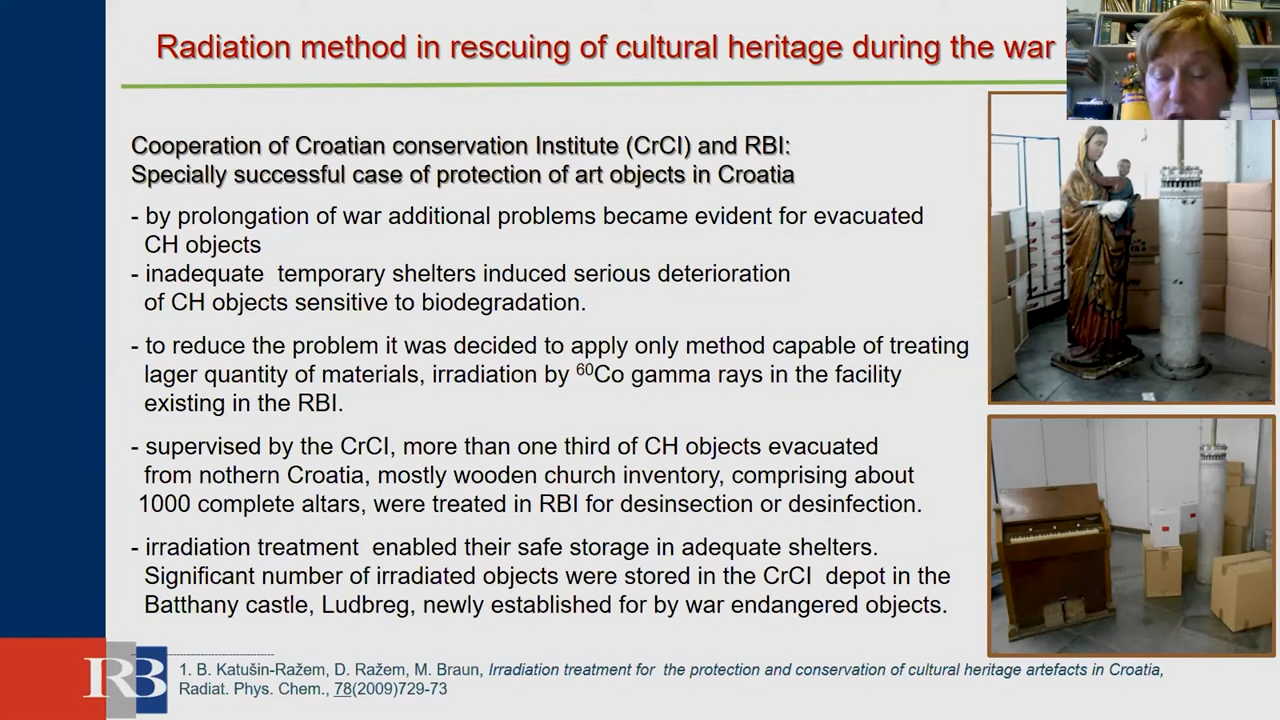 Radiation method in rescuing of cultural heritage during the war
Cooperation of Croatian conservation Institute (CrCI) and RBI:
Specially successful case of protection of art objects in Croatia
- by prolongation of war additional problems became evident for evacuated
CH objects
- inadequate temporary shelters induced serious deterioration
of CH objects sensitive to biodegradation.
- to reduce the problem it was decided to apply only method capable of treating
lager quantity of materials, irradiation by ⁶⁰Co gamma rays in the facility
existing in the RBI.
- supervised by the CrCI, more than one third of CH objects evacuated
from nothern Croatia, mostly wooden church inventory, comprising about
1000 complete altars, were treated in RBI for desinsection or desinfection.
- irradiation treatment enabled their safe storage in adequate shelters.
Significant number of irradiated objects were stored in the CrCI depot in the
Batthany castle, Ludbreg, newly established for by war endangered objects.
1. B. Katušin-Ražem, D. Ražem, M. Braun, Irradiation treatment for the protection and conservation of cultural heritage artefacts in Croatia,
Radiat. Phys. Chem., 78(2009)729-73
RB